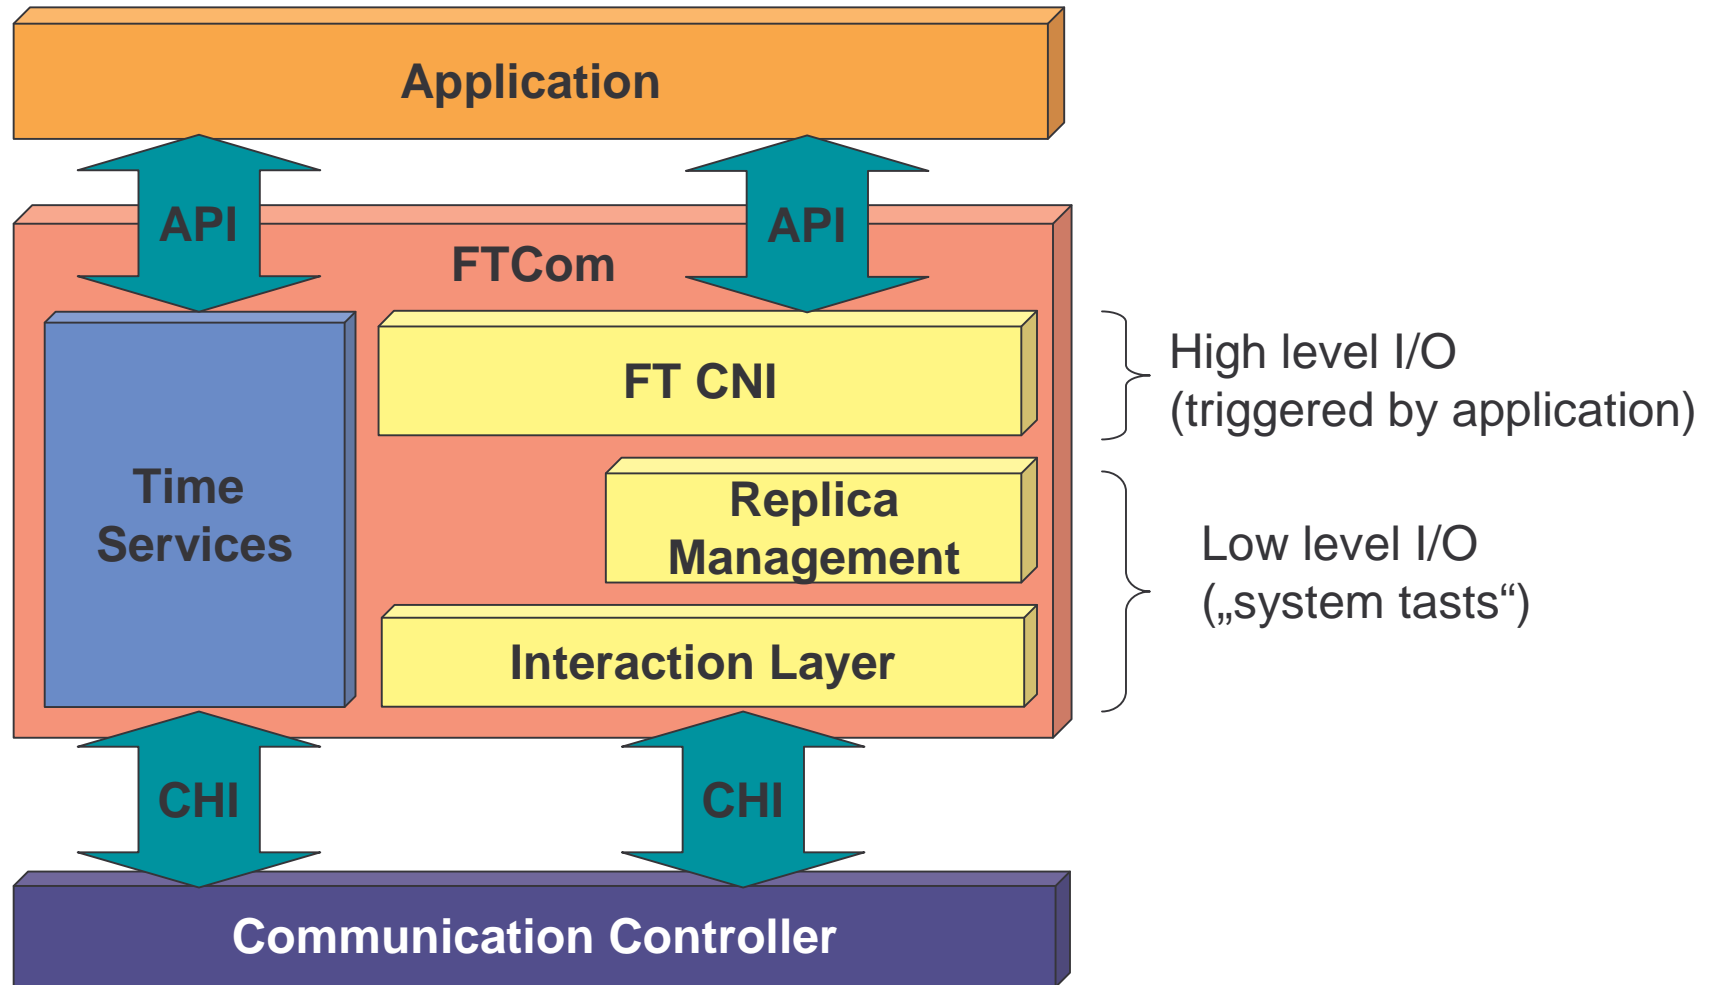 Application
API
API
FTCom
FT CNI
High level I/O
(triggered by application)
Time
Services
Replica
Management
Low level I/O
(„system tasts“)
Interaction Layer
CHI
CHI
Communication Controller